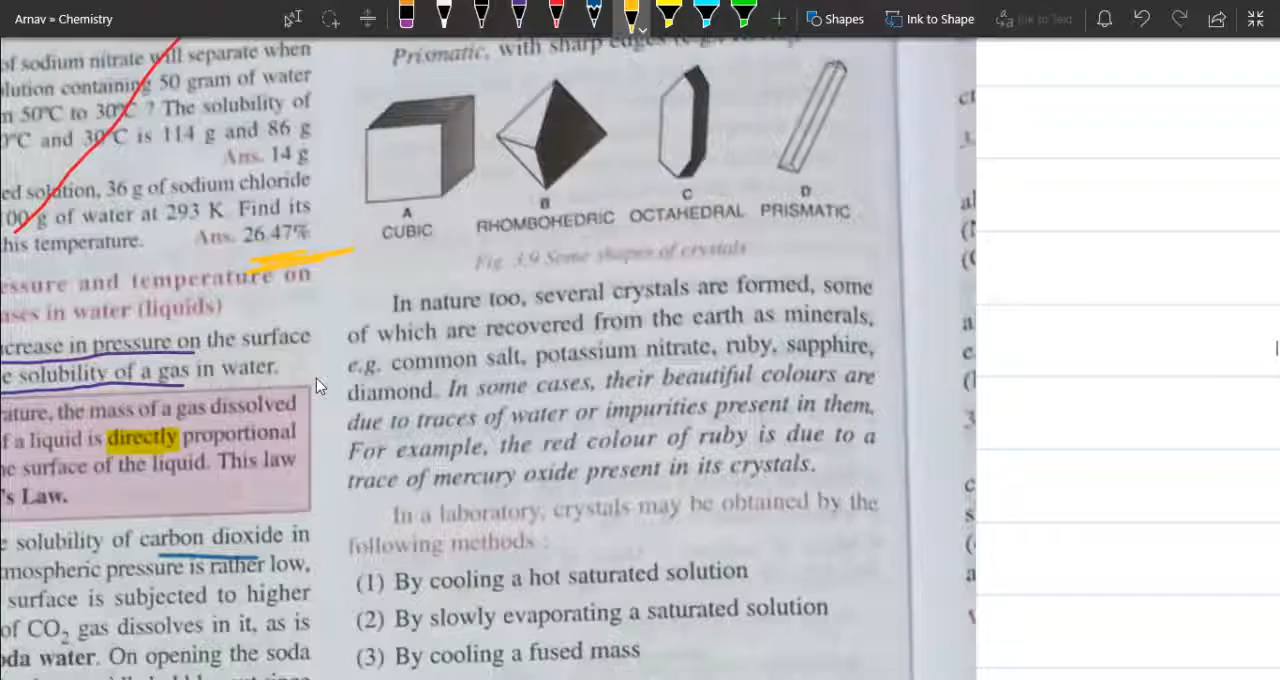 Arnav » Chemistry
Shapes
Ink to Shape
Ink to Text
of sodium nitrate will separate when
lution containing 50 gram of water
m 50°C to 30°C ? The solubility of
0°C and 30°C is 114 g and 86 g
Ans. 14 g
ed solution, 36 g of sodium chloride
00 g of water at 293 K. Find its
his temperature. Ans. 26.47%
essure and temperature on
ases in water (liquids)
crease in pressure on the surface
e solubility of a gas in water.
ature, the mass of a gas dissolved
f a liquid is directly proportional
he surface of the liquid. This law
's Law.
e solubility of carbon dioxide in
mospheric pressure is rather low,
surface is subjected to higher
of CO₂ gas dissolves in it, as is
oda water. On opening the soda
Prismatic, with sharp edges
A
CUBIC
B
RHOMBOHEDRIC
C
OCTAHEDRAL
D
PRISMATIC
Fig. 3.9 Some shapes of crystals
In nature too, several crystals are formed, some
of which are recovered from the earth as minerals,
e.g. common salt, potassium nitrate, ruby, sapphire,
diamond. In some cases, their beautiful colours are
due to traces of water or impurities present in them.
For example, the red colour of ruby is due to a
trace of mercury oxide present in its crystals.
In a laboratory, crystals may be obtained by the
following methods :
(1) By cooling a hot saturated solution
(2) By slowly evaporating a saturated solution
(3) By cooling a fused mass